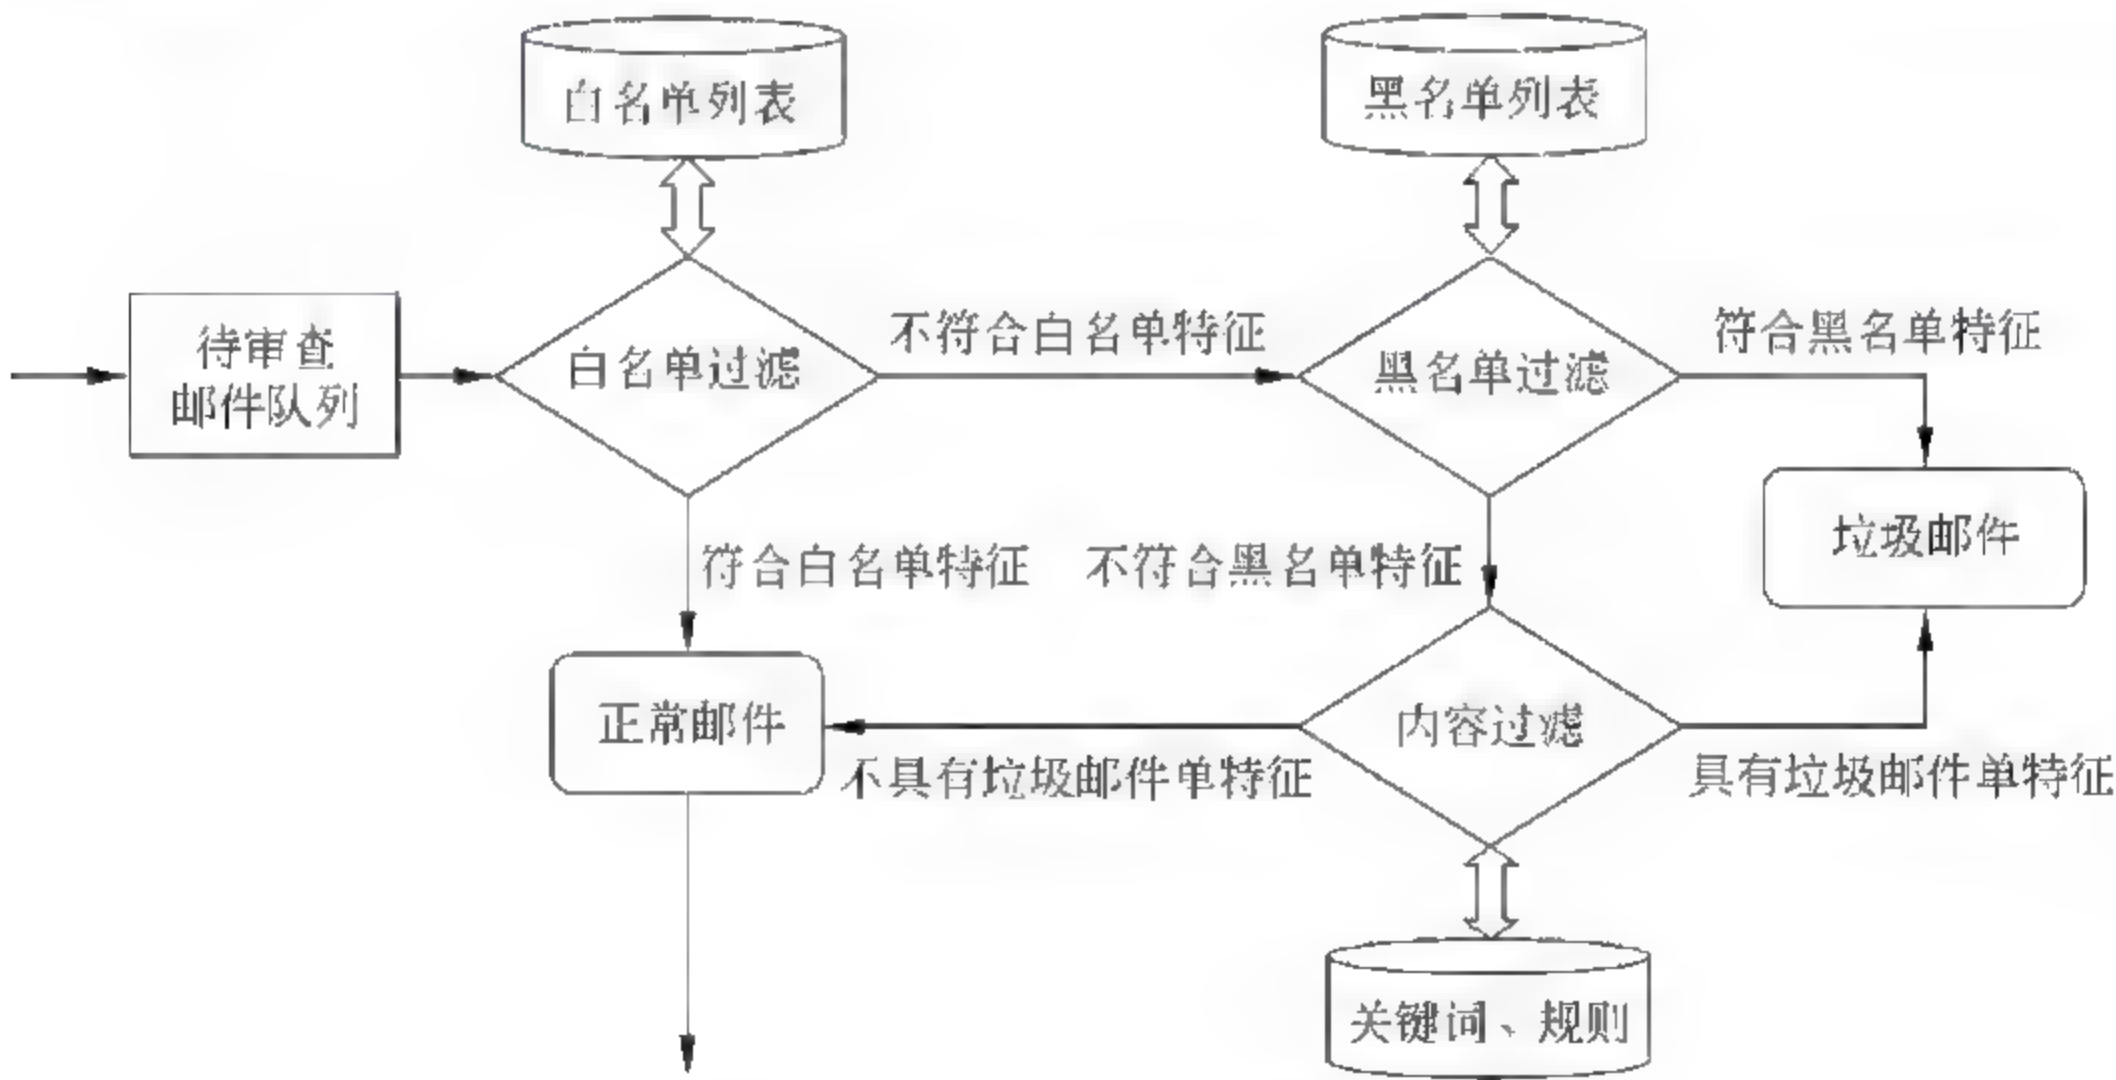 白名单列表
黑名单列表
待审查
邮件队列
白名单过滤
不符合白名单特征
黑名单过滤
符合黑名单特征
符合白名单特征
不符合黑名单特征
垃圾邮件
正常邮件
不具有垃圾邮件单特征
内容过滤
具有垃圾邮件单特征
关键词、规则